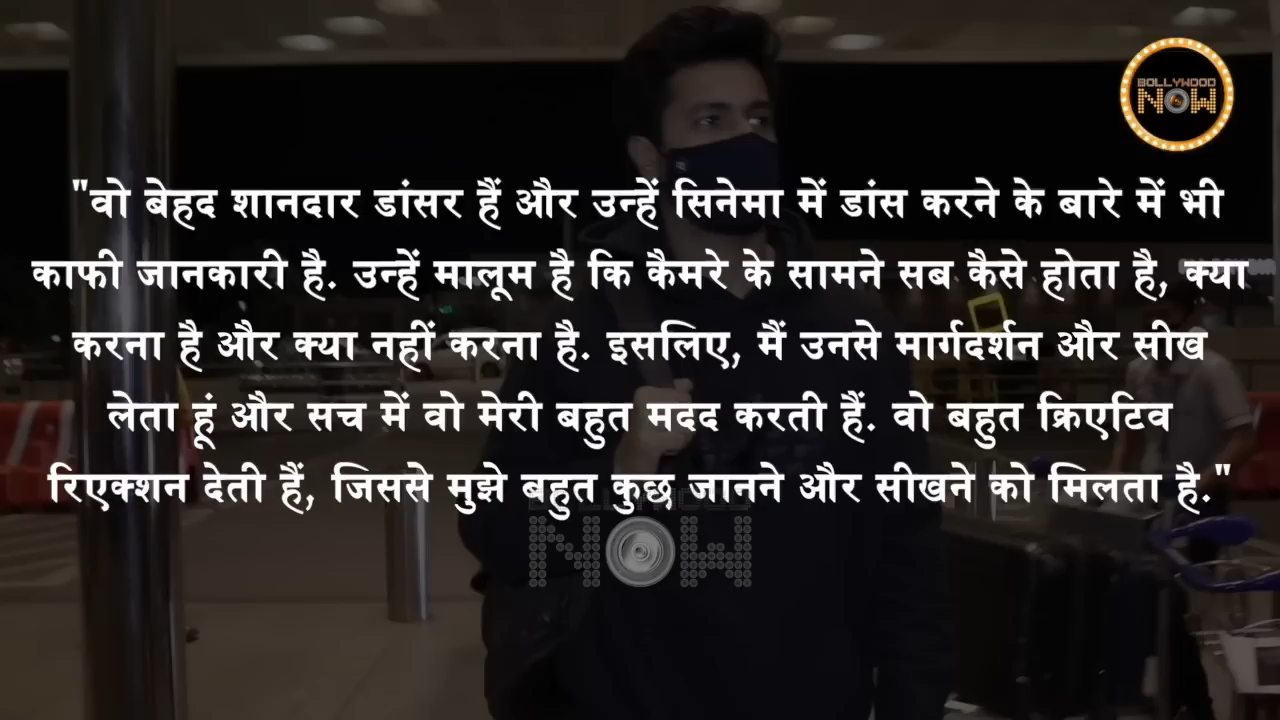 BOLLYWOOD
NOW
"वो बेहद शानदार डांसर हैं और उन्हें सिनेमा में डांस करने के बारे में भी
काफी जानकारी है. उन्हें मालूम है कि कैमरे के सामने सब कैसे होता है, क्या
करना है और क्या नहीं करना है. इसलिए, मैं उनसे मार्गदर्शन और सीख
लेता हूं और सच में वो मेरी बहुत मदद करती हैं. वो बहुत क्रिएटिव
रिएक्शन देती हैं, जिससे मुझे बहुत कुछ जानने और सीखने को मिलता है."
BOLLYWOOD
NOW